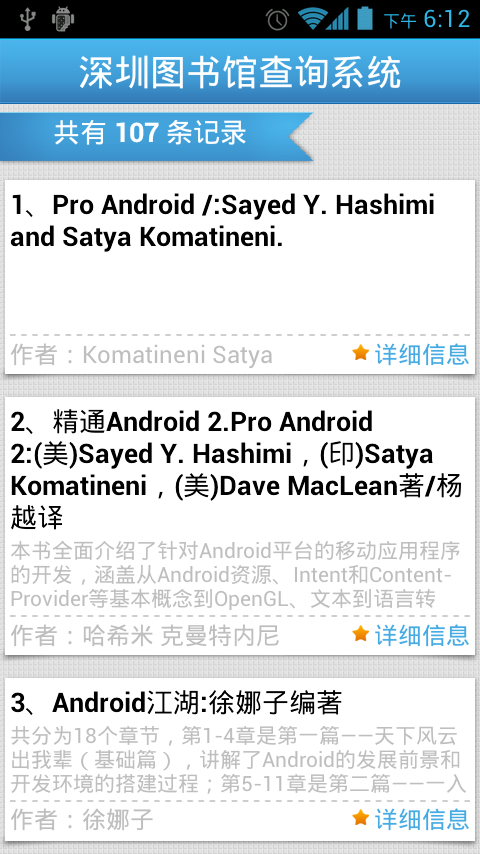 下午 6:12
深圳图书馆查询系统
共有 107 条记录
1、Pro Android /:Sayed Y. Hashimi
and Satya Komatineni.
作者：Komatineni Satya
详细信息
2、精通Android 2.Pro Android
2:(美)Sayed Y. Hashimi，(印)Satya
Komatineni，(美)Dave MacLean著/杨
越译
本书全面介绍了针对Android平台的移动应用程序
的开发，涵盖从Android资源、Intent和Content-
Provider等基本概念到OpenGL、文本到语言转
作者：哈希米 克曼特内尼
详细信息
3、Android江湖:徐娜子编著
共分为18个章节，第1-4章是第一篇——天下风云
出我辈（基础篇），讲解了Android的发展前景和
开发环境的搭建过程；第5-11章是第二篇——一入
作者：徐娜子
详细信息